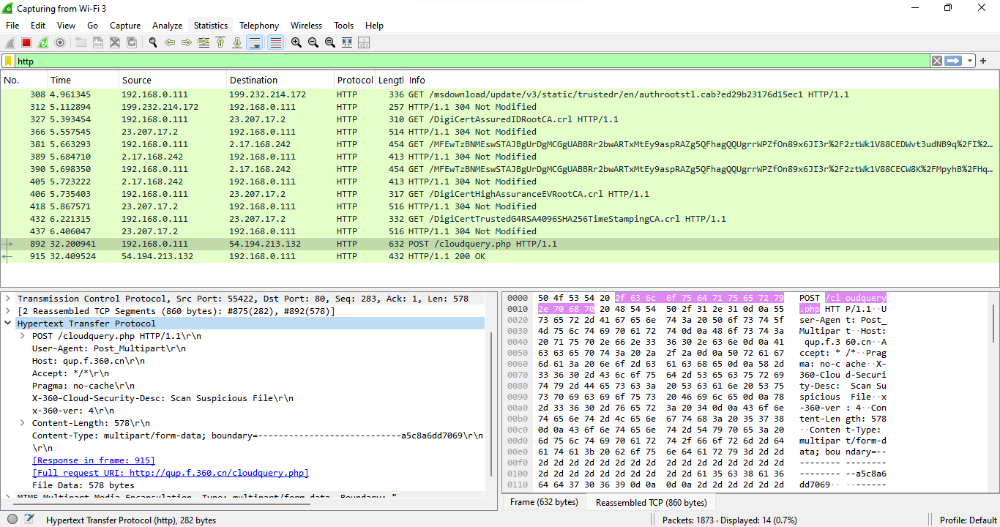 Capturing from Wi-Fi 3
File Edit View Go Capture Analyze Statistics Telephony Wireless Tools Help
http
No. Time Source Destination Protocol Lengtl Info
308 4.961345 192.168.0.111 199.232.214.172 HTTP 336 GET /msdownload/update/v3/static/trustedr/en/authrootstl.cab?ed29b23176d15ec1 HTTP/1.1
312 5.112894 199.232.214.172 192.168.0.111 HTTP 257 HTTP/1.1 304 Not Modified
327 5.393454 192.168.0.111 23.207.17.2 HTTP 310 GET /DigiCertAssuredIDRootCA.crl HTTP/1.1
366 5.557545 23.207.17.2 192.168.0.111 HTTP 514 HTTP/1.1 304 Not Modified
381 5.663293 192.168.0.111 2.17.168.242 HTTP 454 GET /MFEwTzBNMEswSTAJBgUrDgMCGgUABBRr2bwARTxMtEy9aspRAZg5QFhagQQUgrrWPZfOn89x6JI3r%2F2ztWk1V88CEDWvt3udNB9q%2FI%2…
389 5.684710 2.17.168.242 192.168.0.111 HTTP 413 HTTP/1.1 304 Not Modified
390 5.698350 192.168.0.111 2.17.168.242 HTTP 454 GET /MFEwTzBNMEswSTAJBgUrDgMCGgUABBRr2bwARTxMtEy9aspRAZg5QFhagQQUgrrWPZfOn89x6JI3r%2F2ztWk1V88CECW8K%2FMpyhB%2FHq…
405 5.723222 2.17.168.242 192.168.0.111 HTTP 413 HTTP/1.1 304 Not Modified
406 5.735403 192.168.0.111 23.207.17.2 HTTP 317 GET /DigiCertHighAssuranceEVRootCA.crl HTTP/1.1
418 5.867571 23.207.17.2 192.168.0.111 HTTP 516 HTTP/1.1 304 Not Modified
432 6.221315 192.168.0.111 23.207.17.2 HTTP 332 GET /DigiCertTrustedG4RSA4096SHA256TimeStampingCA.crl HTTP/1.1
437 6.406047 23.207.17.2 192.168.0.111 HTTP 516 HTTP/1.1 304 Not Modified
892 32.200941 192.168.0.111 54.194.213.132 HTTP 632 POST /cloudquery.php HTTP/1.1
915 32.409524 54.194.213.132 192.168.0.111 HTTP 432 HTTP/1.1 200 OK
Transmission Control Protocol, Src Port: 55422, Dst Port: 80, Seq: 283, Ack: 1, Len: 578
[2 Reassembled TCP Segments (860 bytes): #875(282), #892(578)]
Hypertext Transfer Protocol
POST /cloudquery.php HTTP/1.1\r\n
User-Agent: Post_Multipart\r\n
Host: qup.f.360.cn\r\n
Accept: */*\r\n
Pragma: no-cache\r\n
X-360-Cloud-Security-Desc: Scan Suspicious File\r\n
x-360-ver: 4\r\n
Content-Length: 578\r\n
Content-Type: multipart/form-data; boundary=----------------------------a5c8a6dd7069\r\n
\r\n
[Response in frame: 915]
[Full request URI: http://qup.f.360.cn/cloudquery.php]
File Data: 578 bytes
MIME Multipart Media Encapsulation, Type: multipart/form-data, Boundary: "
0000 50 4f 53 54 20 2f 63 6c 6f 75 64 71 75 65 72 79 POST /cl oudquery
0010 2e 70 68 70 20 48 54 54 50 2f 31 2e 31 0d 0a 55 .php HTT P/1.1··U
0020 73 65 72 2d 41 67 65 6e 74 3a 20 50 6f 73 74 5f ser-Agen t: Post_
0030 4d 75 6c 74 69 70 61 72 74 0d 0a 48 6f 73 74 3a Multipar t··Host:
0040 20 71 75 70 2e 66 2e 33 36 30 2e 63 6e 0d 0a 41 qup.f.3 60.cn··A
0050 63 63 65 70 74 3a 20 2a 2f 2a 0d 0a 50 72 61 67 ccept: * /*··Prag
0060 6d 61 3a 20 6e 6f 2d 63 61 63 68 65 0d 0a 58 2d ma: no-c ache··X-
0070 33 36 30 2d 43 6c 6f 75 64 2d 53 65 63 75 72 69 360-Clou d-Securi
0080 74 79 2d 44 65 73 63 3a 20 53 63 61 6e 20 53 75 ty-Desc: Scan Su
0090 73 70 69 63 69 6f 75 73 20 46 69 6c 65 0d 0a 78 spicious File··x
00a0 2d 33 36 30 2d 76 65 72 3a 20 34 0d 0a 43 6f 6e -360-ver : 4··Con
00b0 74 65 6e 74 2d 4c 65 6e 67 74 68 3a 20 35 37 38 tent-Len gth: 578
00c0 0d 0a 43 6f 6e 74 65 6e 74 2d 54 79 70 65 3a 20 ··Conten t-Type:
00d0 6d 75 6c 74 69 70 61 72 74 2f 66 6f 72 6d 2d 64 multipar t/form-d
00e0 61 74 61 3b 20 62 6f 75 6e 64 61 72 79 3d 2d 2d ata; bou ndary=--
00f0 2d 2d 2d 2d 2d 2d 2d 2d 2d 2d 2d 2d 2d 2d 2d 2d -------- --------
0100 2d 2d 2d 2d 2d 2d 2d 2d 2d 2d 61 35 63 38 61 36 -------- --a5c8a6
0110 64 64 37 30 36 39 0d 0a 0d 0a 2d 2d 2d 2d 2d 2d dd7069·· ··------
Frame (632 bytes) Reassembled TCP (860 bytes)
Hypertext Transfer Protocol (http), 282 bytes
Packets: 1873 · Displayed: 14 (0.7%)
Profile: Default